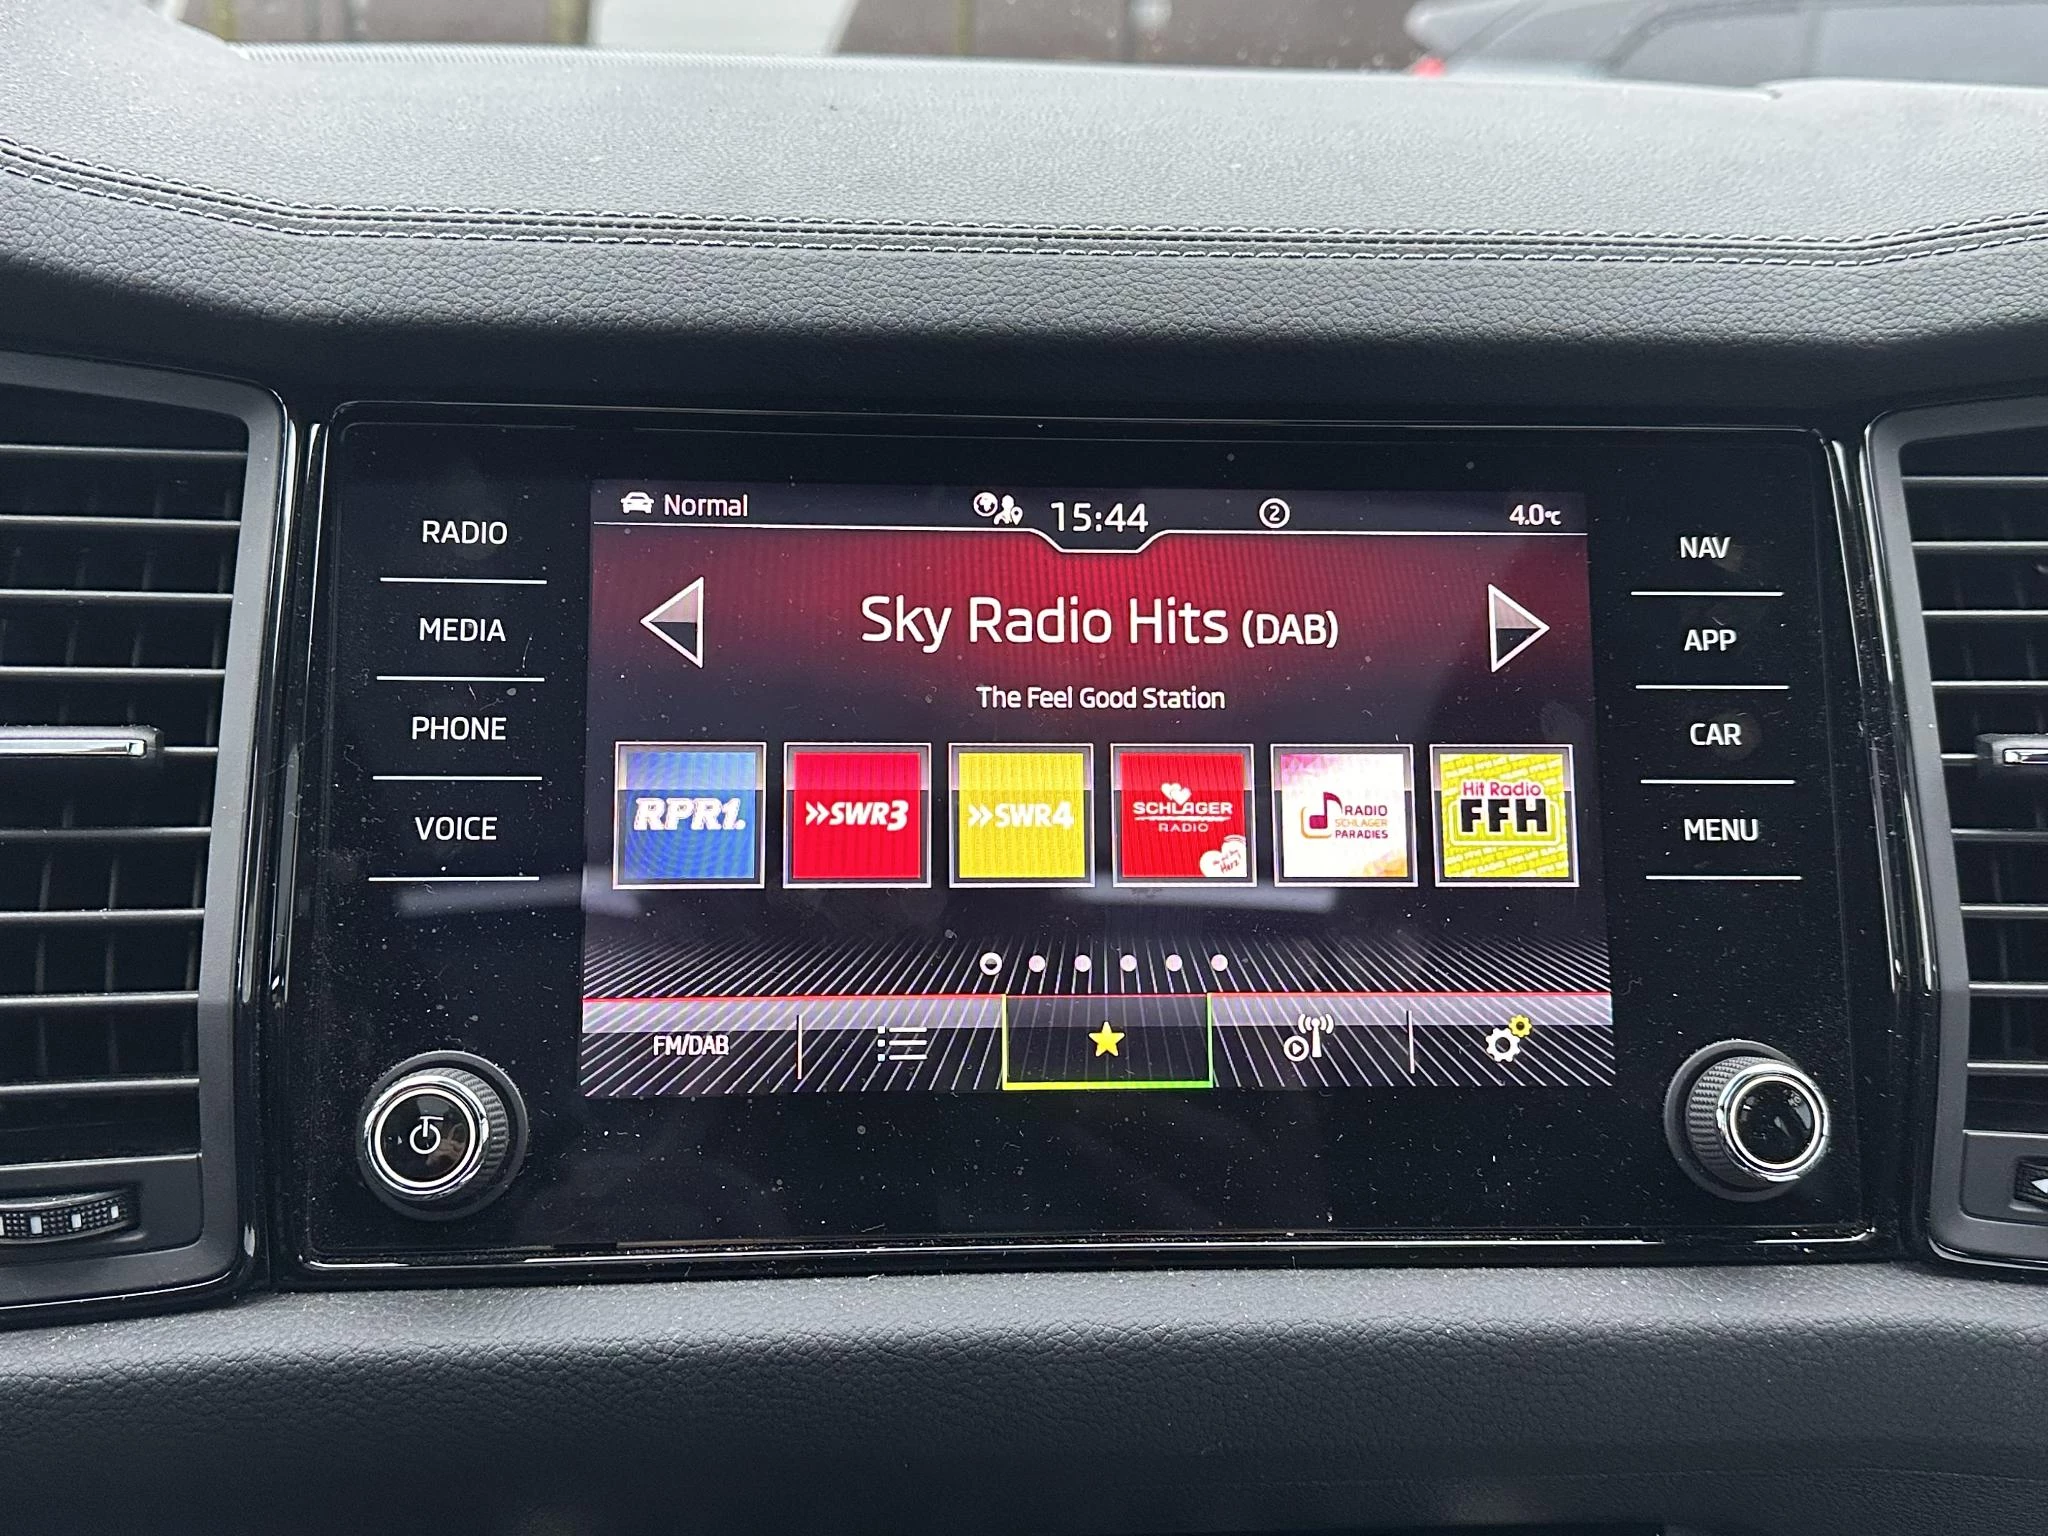 Normal
15:44
2
4.0°C
RADIO
MEDIA
PHONE
VOICE
Sky Radio Hits (DAB)
The Feel Good Station
RPR1.
SWR3
SWR4
SCHLAGER
RADIO
RADIO
SCHLAGER
PARADIES
Hit Radio
FFH
FM/DAB
NAV
APP
CAR
MENU